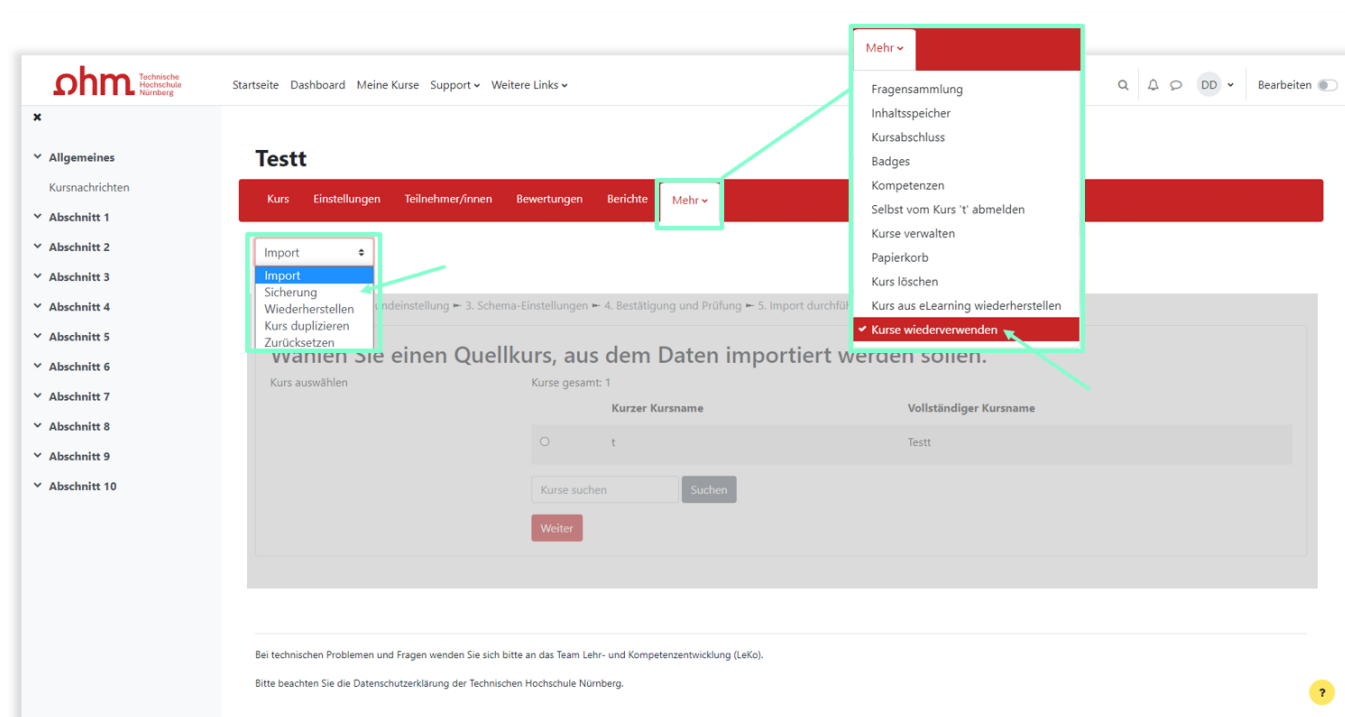 Mehr
ohm Technische
Hochschule
Nürnberg
Startseite Dashboard Meine Kurse Support Weitere Links
DD
Bearbeiten
Fragensammlung
Inhaltsspeicher
Kursabschluss
Badges
Kompetenzen
Selbst vom Kurs 't' abmelden
Kurse verwalten
Papierkorb
Kurs löschen
Kurs aus eLearning wiederherstellen
Kurse wiederverwenden
Allgemeines
Kursnachrichten
Abschnitt 1
Abschnitt 2
Abschnitt 3
Abschnitt 4
Abschnitt 5
Abschnitt 6
Abschnitt 7
Abschnitt 8
Abschnitt 9
Abschnitt 10
Testt
Kurs Einstellungen Teilnehmer/innen Bewertungen Berichte Mehr
Import
Import
Sicherung
Wiederherstellen
Kurs duplizieren
Zurücksetzen
3. Schema-Einstellungen ► 4. Bestätigung und Prüfung ► 5. Import
Wählen Sie einen Quellkurs, aus dem Daten importiert werden sollen.
Kurs auswählen
Kurse gesamt: 1
Kurzer Kursname Vollständiger Kursname
t Testt
Kurse suchen Suchen
Weiter
Bei technischen Problemen und Fragen wenden Sie sich bitte an das Team Lehr- und Kompetenzentwicklung (LeKo).
Bitte beachten Sie die Datenschutzerklärung der Technischen Hochschule Nürnberg.
?